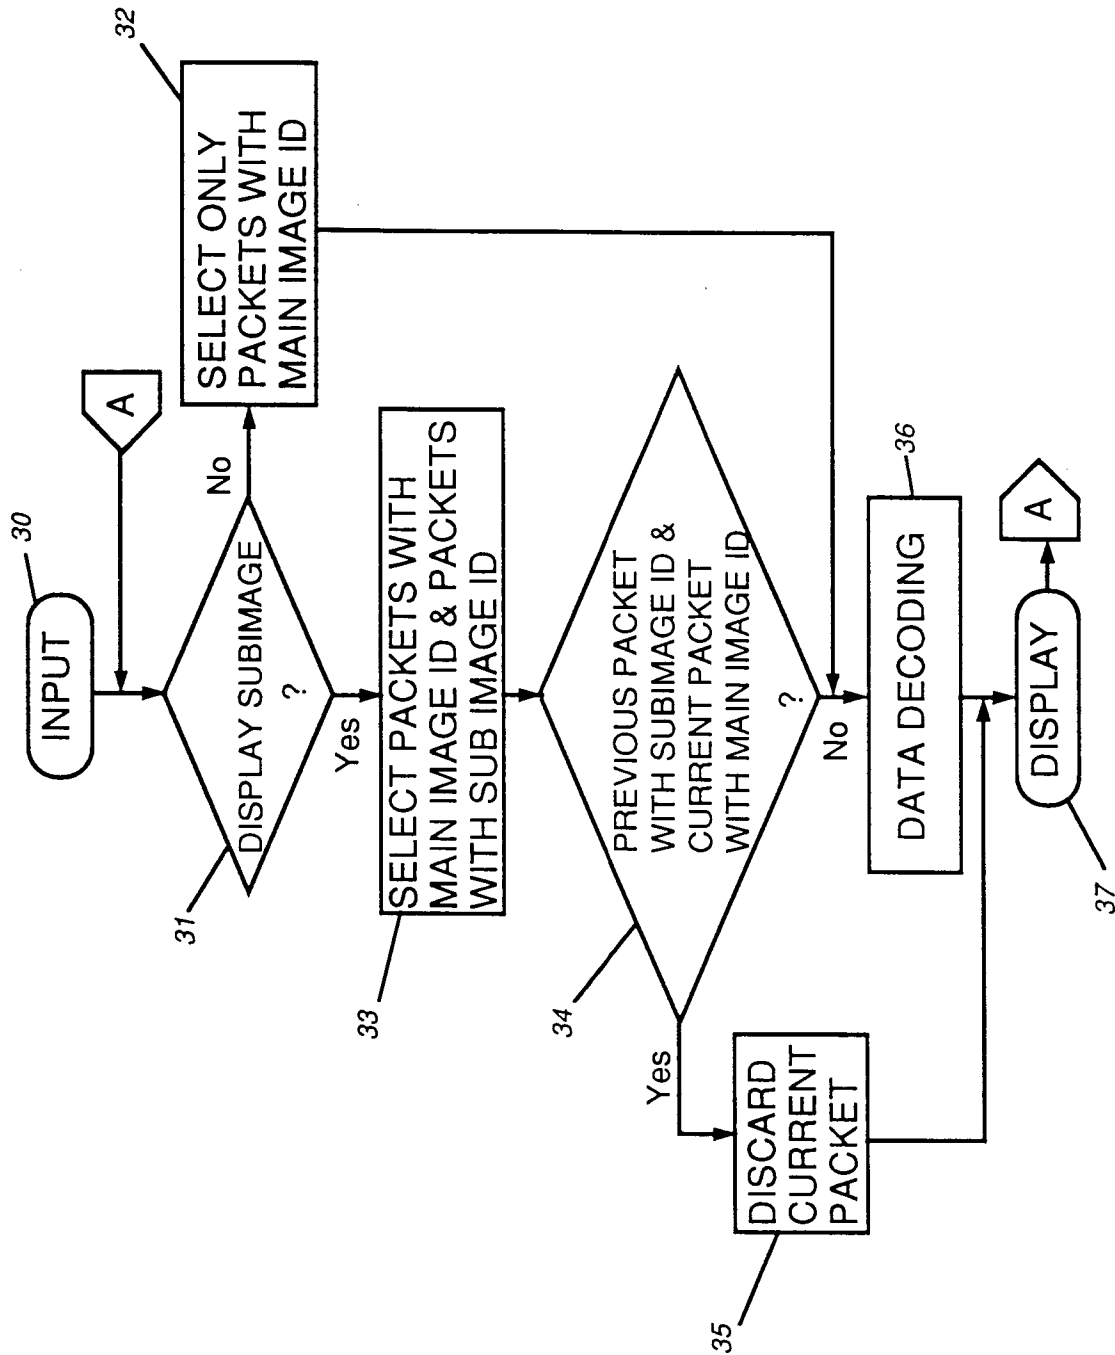 30
INPUT
A
31
DISPLAY SUBIMAGE
?
No
Yes
32
SELECT ONLY
PACKETS WITH
MAIN IMAGE ID
33
SELECT PACKETS WITH
MAIN IMAGE ID & PACKETS
WITH SUB IMAGE ID
34
PREVIOUS PACKET
WITH SUBIMAGE ID &
CURRENT PACKET
WITH MAIN IMAGE ID
?
Yes
No
35
DISCARD
CURRENT
PACKET
36
DATA DECODING
37
DISPLAY
A